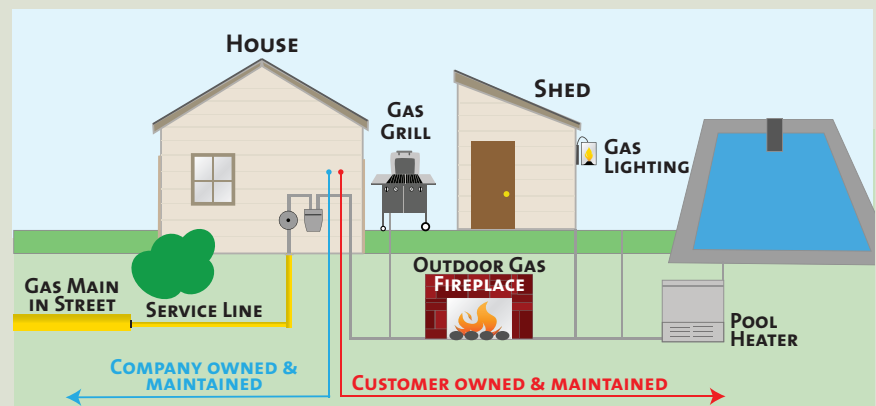 House
Gas
Grill
Shed
Gas
Lighting
Gas Main
in Street
Service Line
Outdoor Gas
Fireplace
Pool
Heater
Company owned &
maintained
Customer owned & maintained